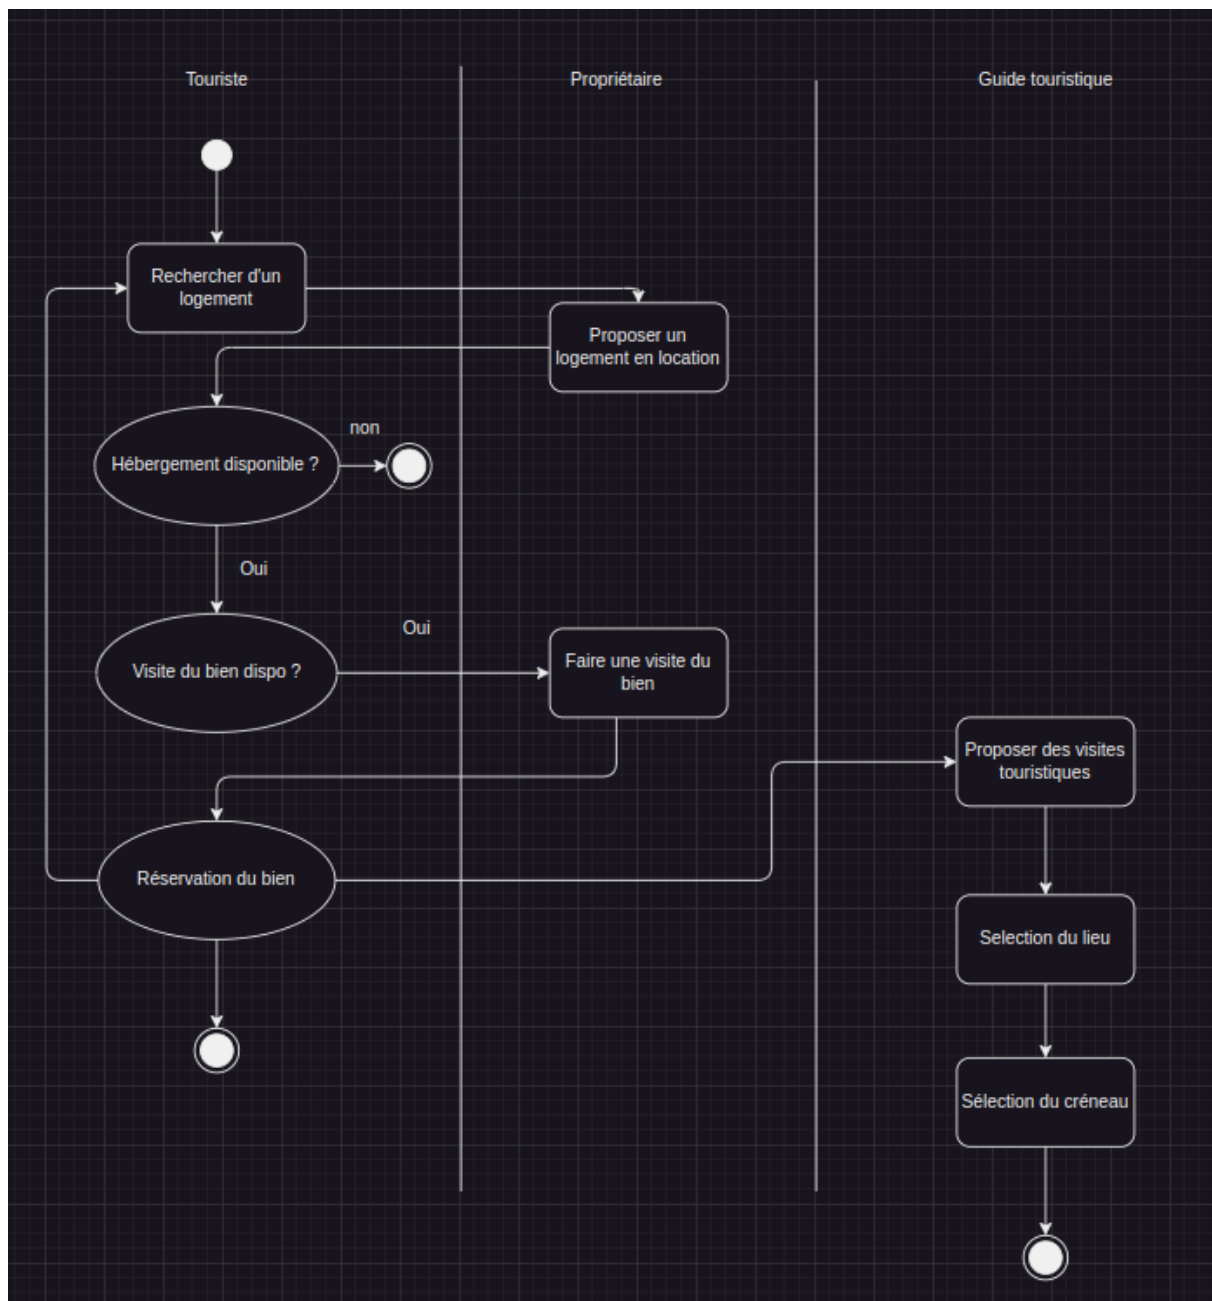 Touriste
Propriétaire
Guide touristique
Rechercher d'un
logement
Proposer un
logement en location
non
Hébergement disponible ?
Oui
Oui
Visite du bien dispo ?
Faire une visite du
bien
Proposer des visites
touristiques
Réservation du bien
Selection du lieu
Sélection du créneau